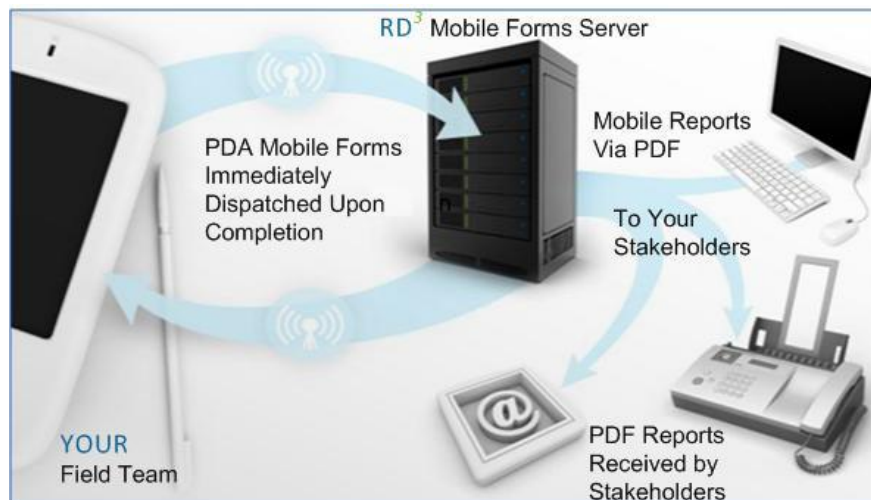 RD³ Mobile Forms Server
PDA Mobile Forms
Immediately
Dispatched Upon
Completion
Mobile Reports
Via PDF
To Your
Stakeholders
@
PDF Reports
Received by
Stakeholders
YOUR
Field Team